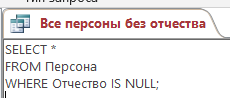 Все персоны без отчества
SELECT *
FROM Персона
WHERE Отчество IS NULL;